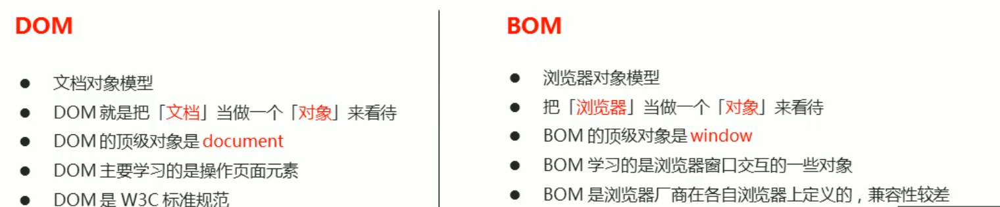 DOM
● 文档对象模型
● DOM 就是把「文档」当做一个「对象」来看待
● DOM 的顶级对象是 document
● DOM 主要学习的是操作页面元素
● DOM 是 W3C 标准规范
BOM
● 浏览器对象模型
● 把「浏览器」当做一个「对象」来看待
● BOM 的顶级对象是 window
● BOM 学习的是浏览器窗口交互的一些对象
● BOM 是浏览器厂商在各自浏览器上定义的，兼容性较差